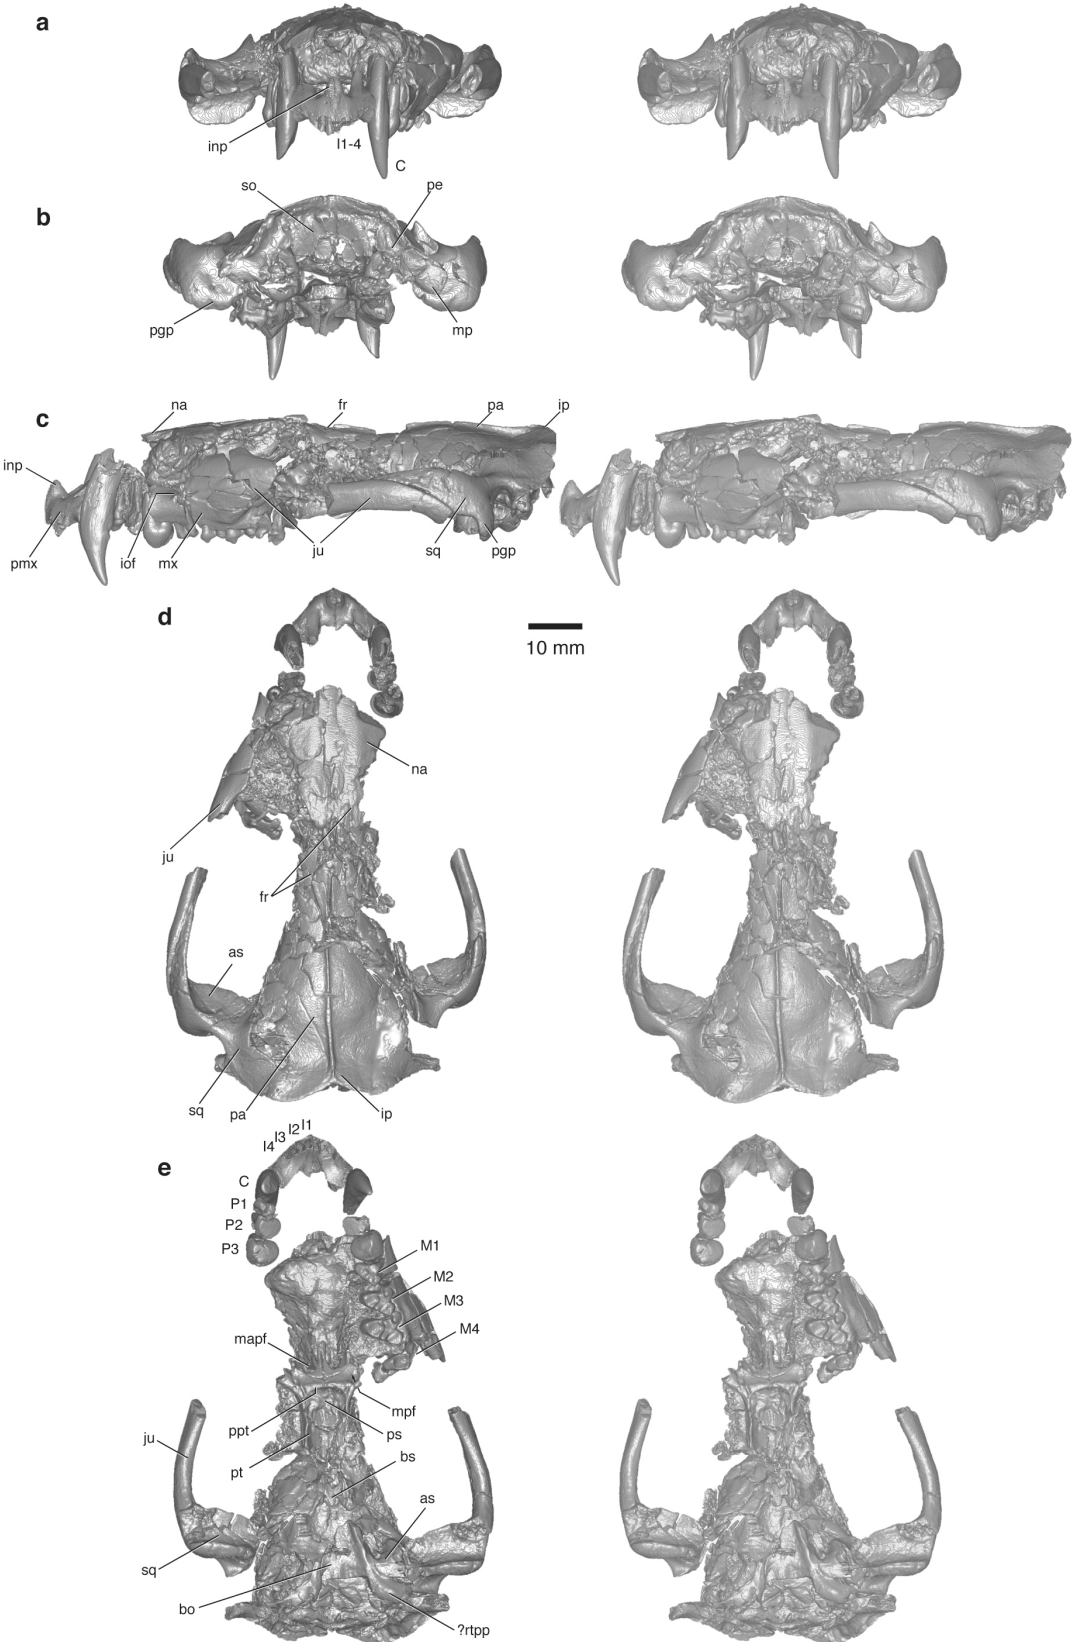 a
inp
I1-4
C
b
so
pe
pgp
mp
c
na
fr
pa
ip
inp
pmx
iof
mx
ju
sq
pgp
d
10 mm
na
ju
fr
as
sq
pa
ip
e
I4 I3 I2 I1
C
P1
P2
P3
M1
M2
M3
M4
mapf
mpf
ppt
ps
pt
bs
ju
as
sq
bo
?rtpp